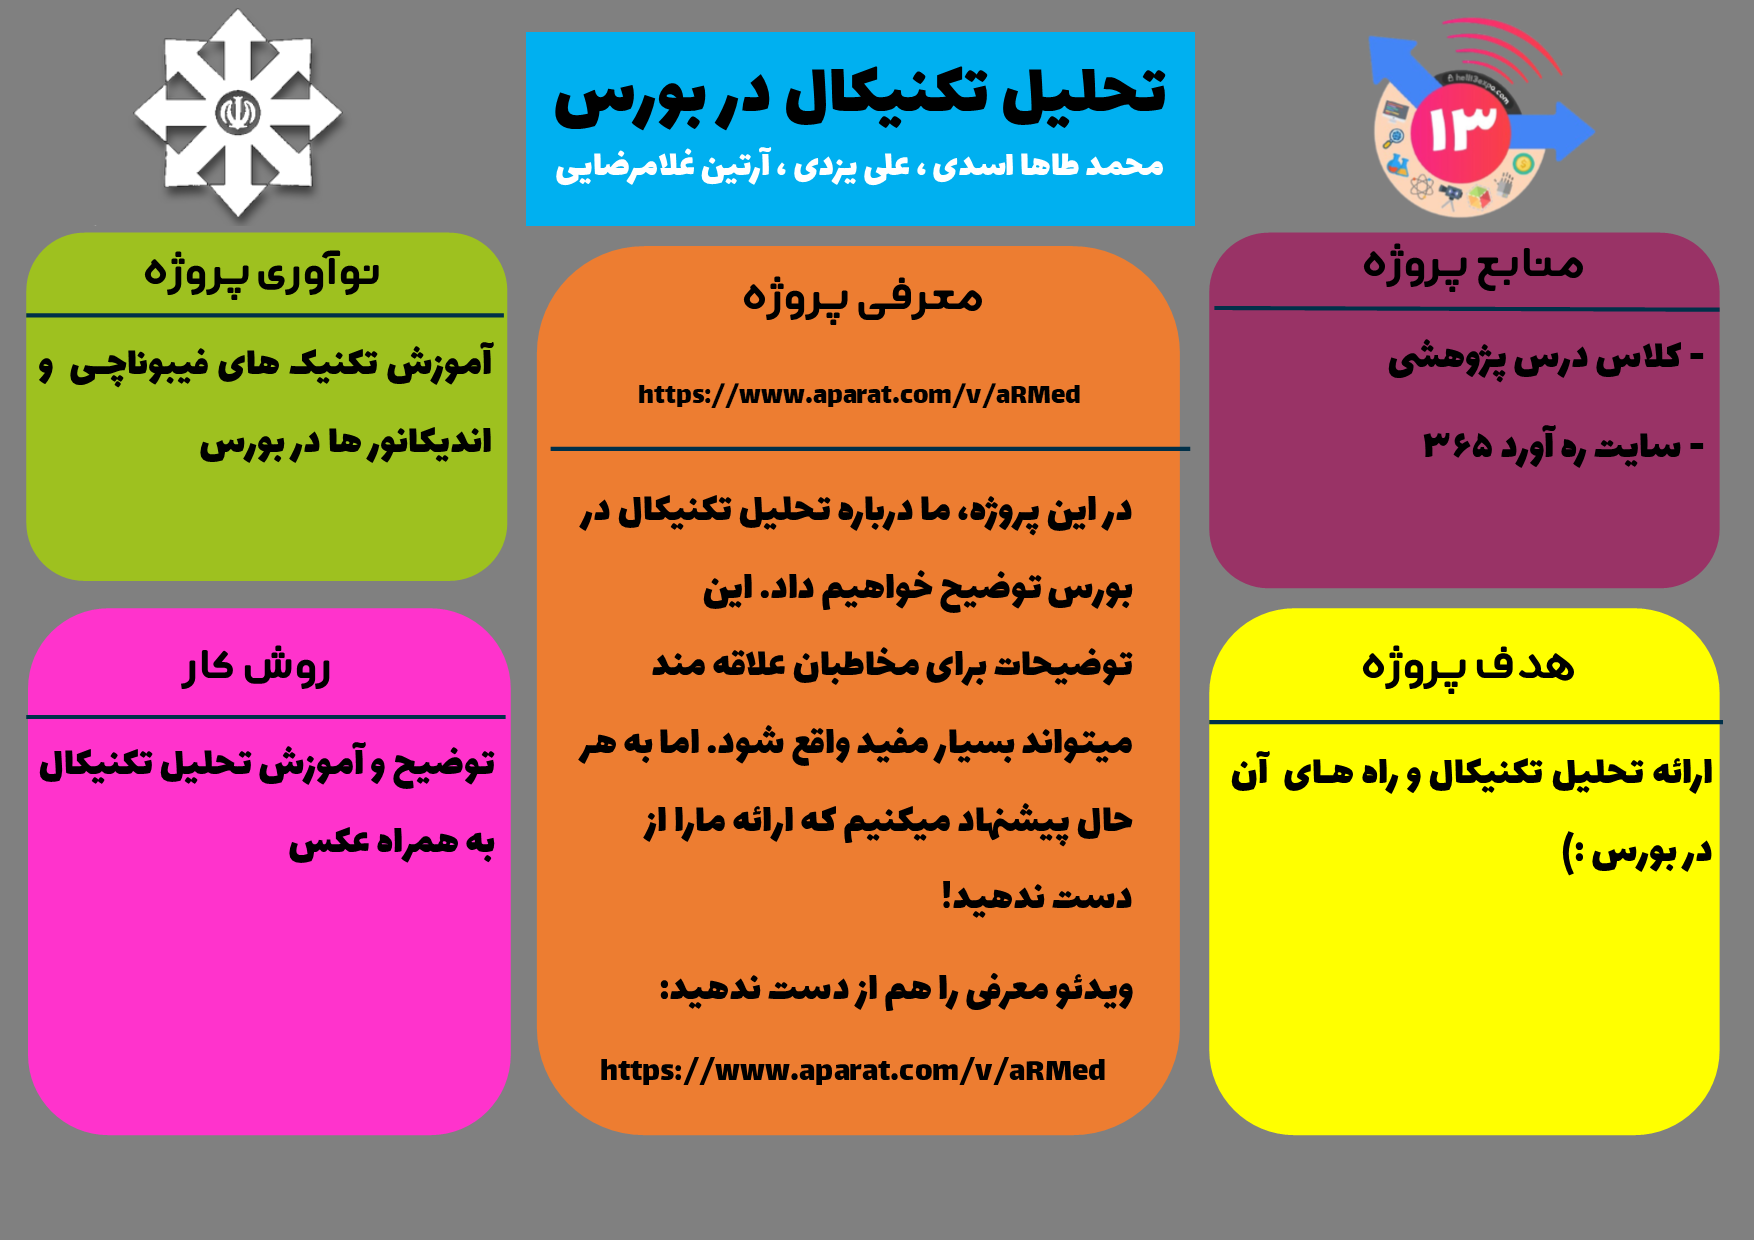 تحلیل تکنیکال در بورس
محمد طاها اسدی ، علی یزدی ، آرتین غلامرضایی
helli3expo.com
۱۳
منابع پروژه
- کلاس درس پژوهشی
- سایت ره آورد ۳۶۵
معرفی پروژه
https://www.aparat.com/v/aRMed
در این پروژه، ما درباره تحلیل تکنیکال در
بورس توضیح خواهیم داد. این
توضیحات برای مخاطبان علاقه مند
میتواند بسیار مفید واقع شود. اما به هر
حال پیشنهاد میکنیم که ارائه مارا از
دست ندهید!
ویدئو معرفی را هم از دست ندهید:
https://www.aparat.com/v/aRMed
نوآوری پروژه
آموزش تکنیک های فیبوناچی و
اندیکانور ها در بورس
هدف پروژه
ارائه تحلیل تکنیکال و راه های آن
در بورس :)
روش کار
توضیح و آموزش تحلیل تکنیکال
به همراه عکس